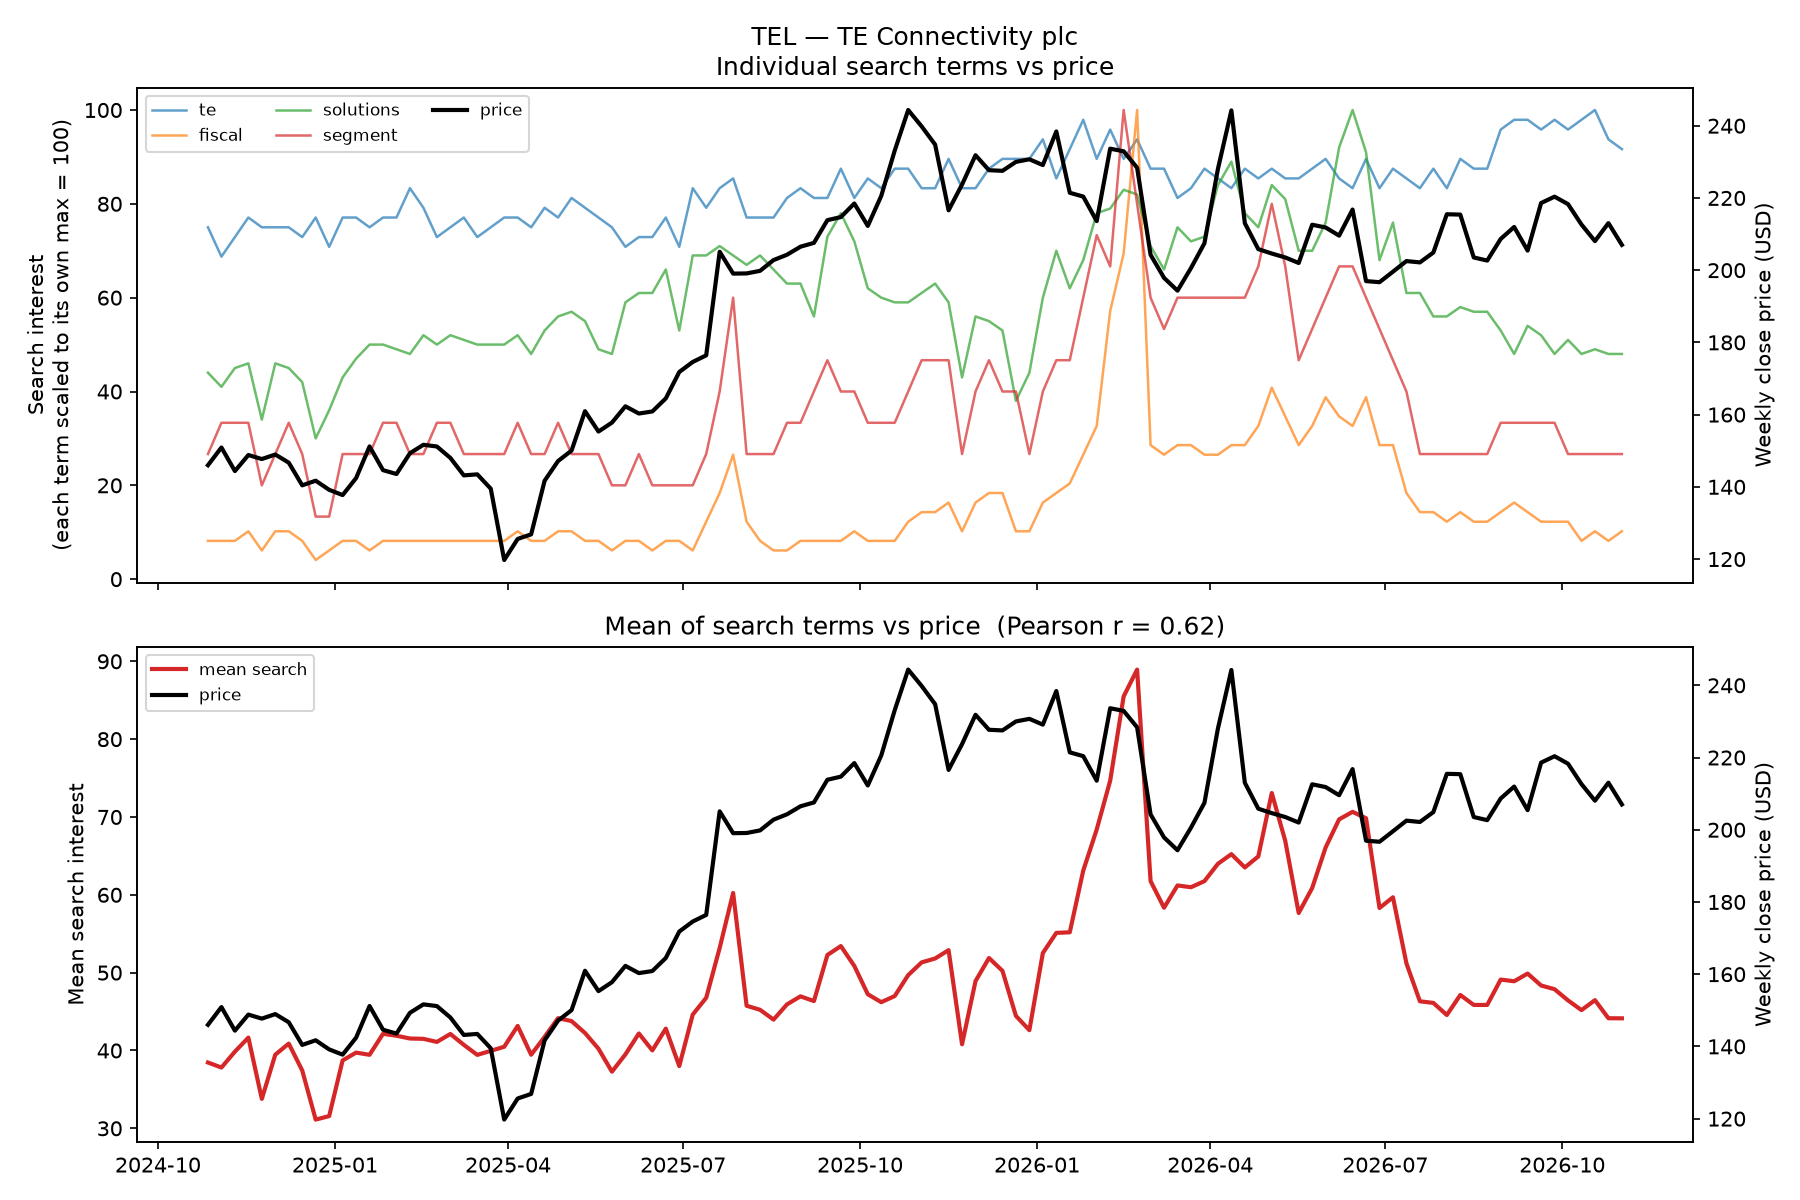 TEL — TE Connectivity plc
Individual search terms vs price
te
fiscal
solutions
segment
price
Search interest
(each term scaled to its own max = 100)
100
80
60
40
20
0
240
220
200
180
160
140
120
Weekly close price (USD)
Mean of search terms vs price  (Pearson r = 0.62)
mean search
price
Mean search interest
90
80
70
60
50
40
30
240
220
200
180
160
140
120
Weekly close price (USD)
2024-10
2025-01
2025-04
2025-07
2025-10
2026-01
2026-04
2026-07
2026-10